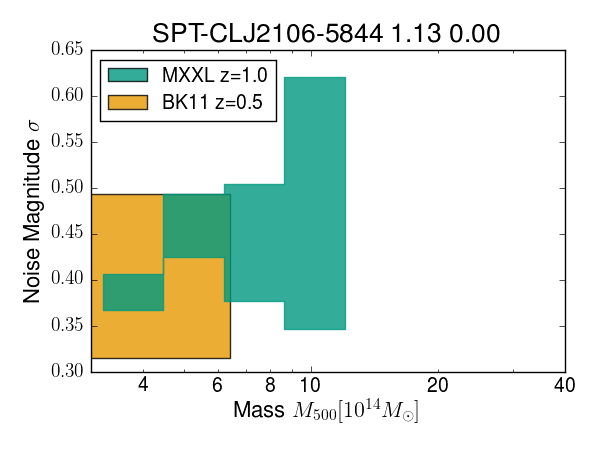 SPT-CLJ2106-5844 1.13 0.00
MXXL z=1.0
BK11 z=0.5
Noise Magnitude σ
0.65
0.60
0.55
0.50
0.45
0.40
0.35
0.30
4 6 8 10 20 40
Mass M₅₀₀[10¹⁴M☉]